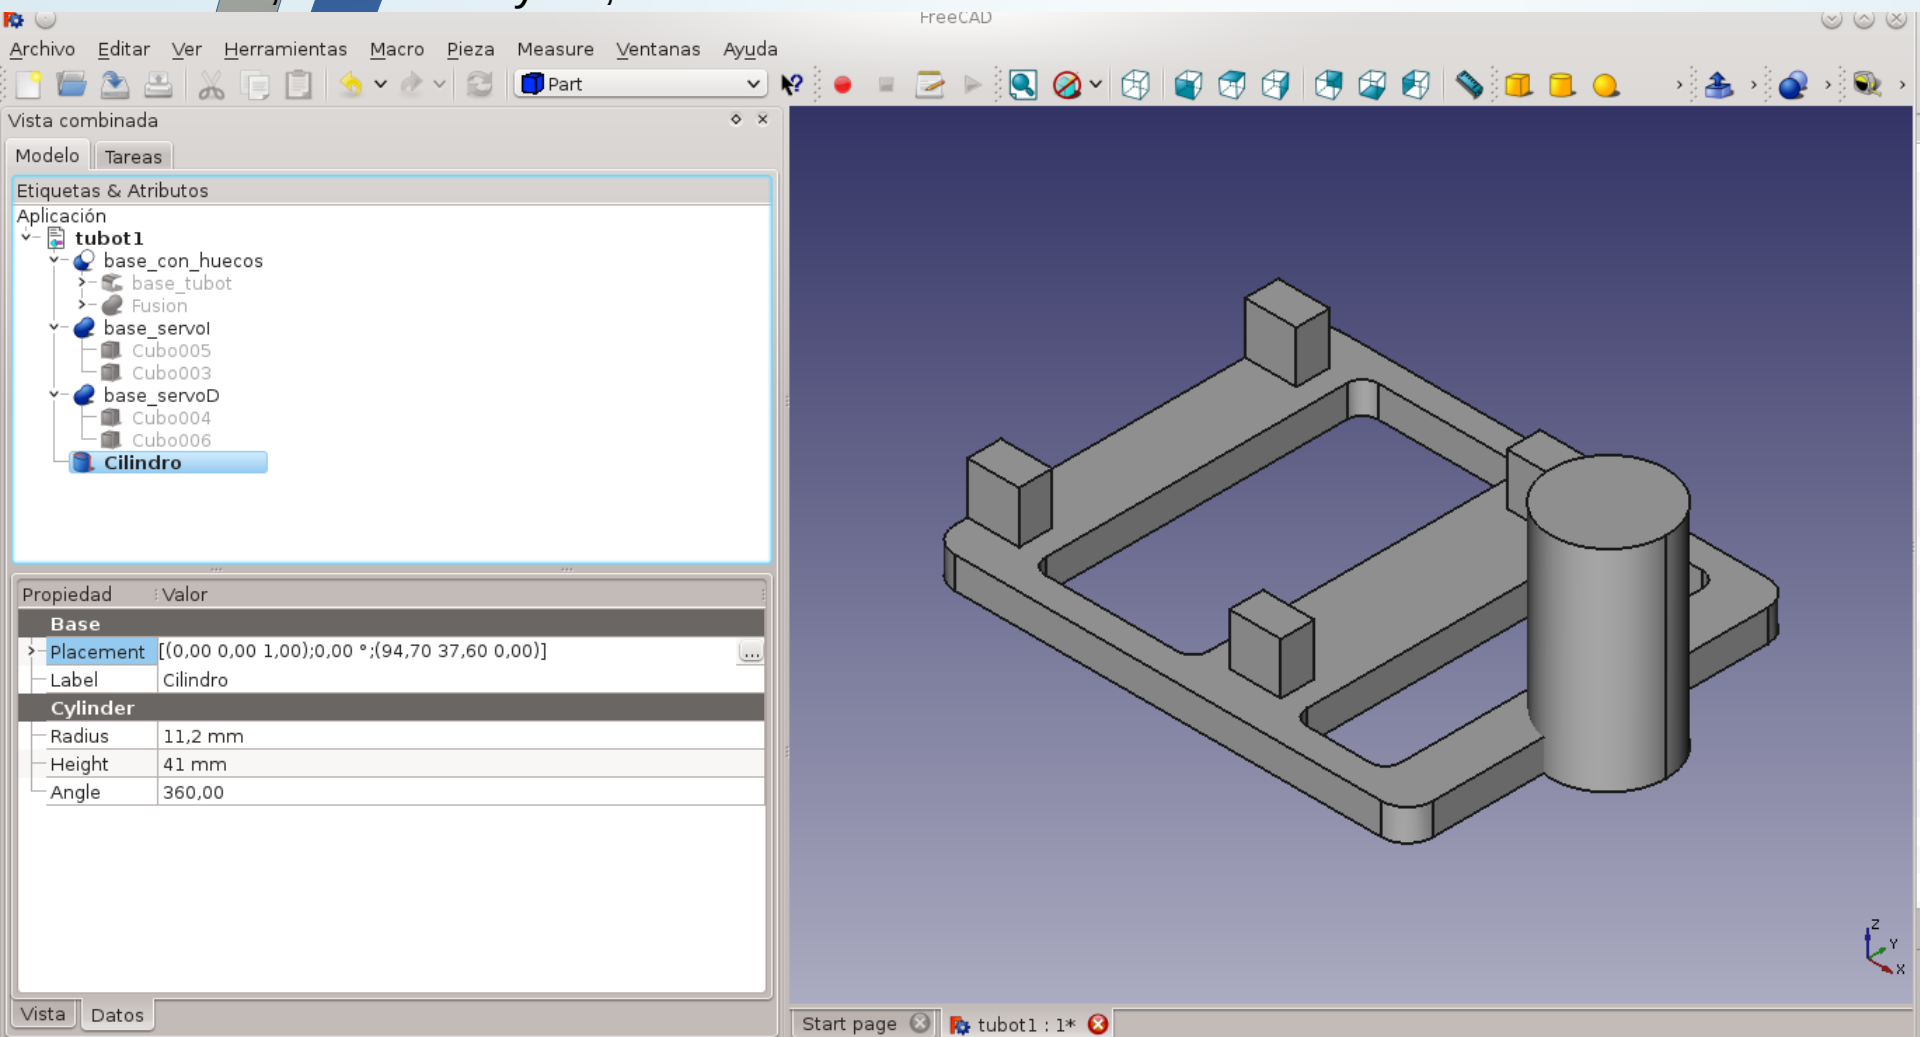 FreeCAD
Archivo Editar Ver Herramientas Macro Pieza Measure Ventanas Ayuda
Part
Vista combinada
Modelo Tareas
Etiquetas & Atributos
Aplicación
tubot1
base_con_huecos
base_tubot
Fusion
base_servoI
Cubo005
Cubo003
base_servoD
Cubo004
Cubo006
Cilindro
Propiedad Valor
Base
Placement [(0,00 0,00 1,00);0,00 °;(94,70 37,60 0,00)] ...
Label Cilindro
Cylinder
Radius 11,2 mm
Height 41 mm
Angle 360,00
Vista Datos
Z
Y
X
Start page tubot1 : 1*